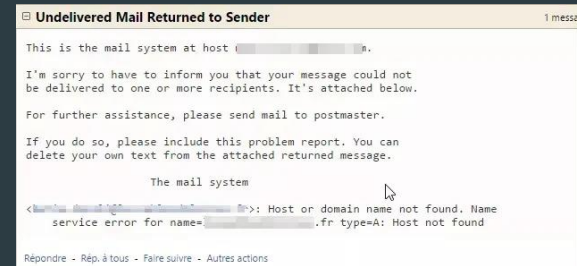 Undelivered Mail Returned to Sender
1 messa
This is the mail system at host
I'm sorry to have to inform you that your message could not
be delivered to one or more recipients. It's attached below.
For further assistance, please send mail to postmaster.
If you do so, please include this problem report. You can
delete your own text from the attached returned message.
The mail system
<>: Host or domain name not found. Name
service error for name=.fr type=A: Host not found
Répondre - Rép. à tous - Faire suivre - Autres actions